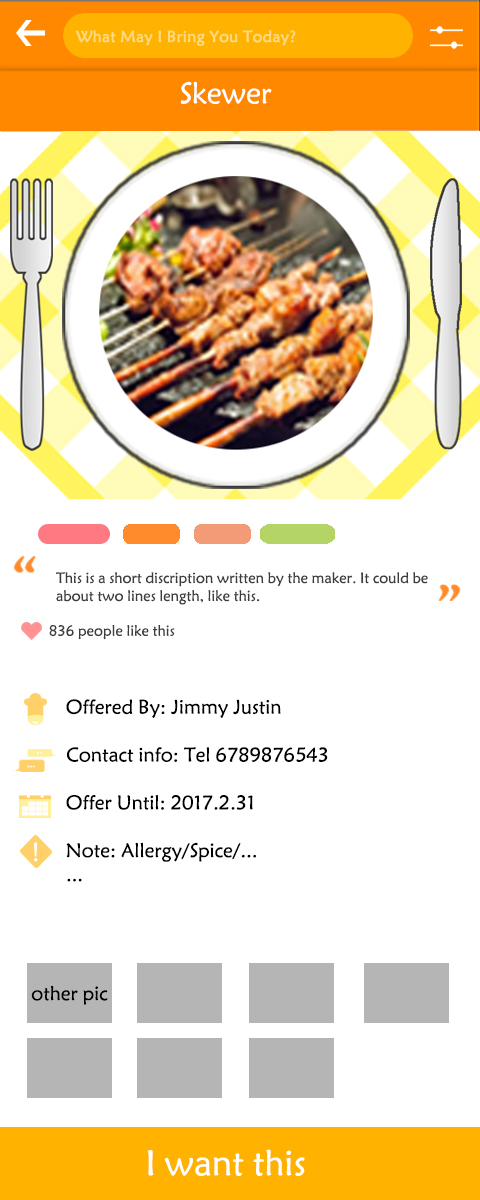 What May I Bring You Today?
Skewer
“
This is a short discription written by the maker. It could be
about two lines length, like this.
”
836 people like this
Offered By: Jimmy Justin
Contact info: Tel 6789876543
Offer Until: 2017.2.31
Note: Allergy/Spice/...
...
other pic
I want this